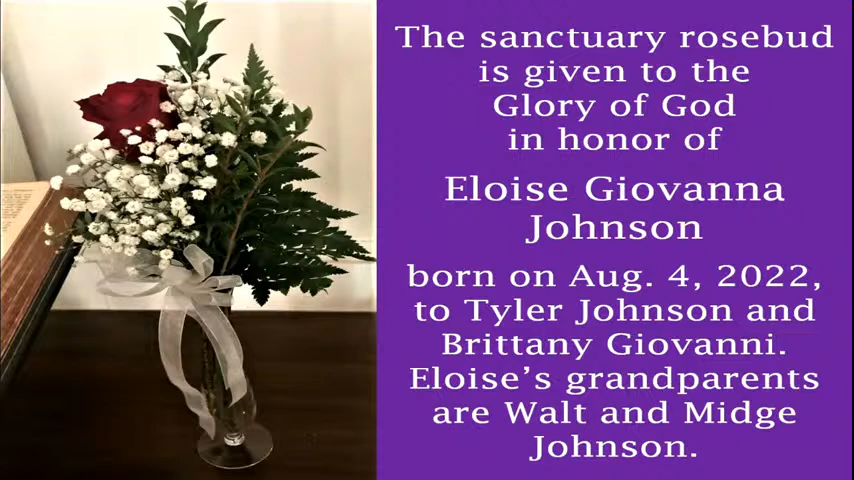 The sanctuary rosebud
is given to the
Glory of God
in honor of
Eloise Giovanna
Johnson
born on Aug. 4, 2022,
to Tyler Johnson and
Brittany Giovanni.
Eloise’s grandparents
are Walt and Midge
Johnson.